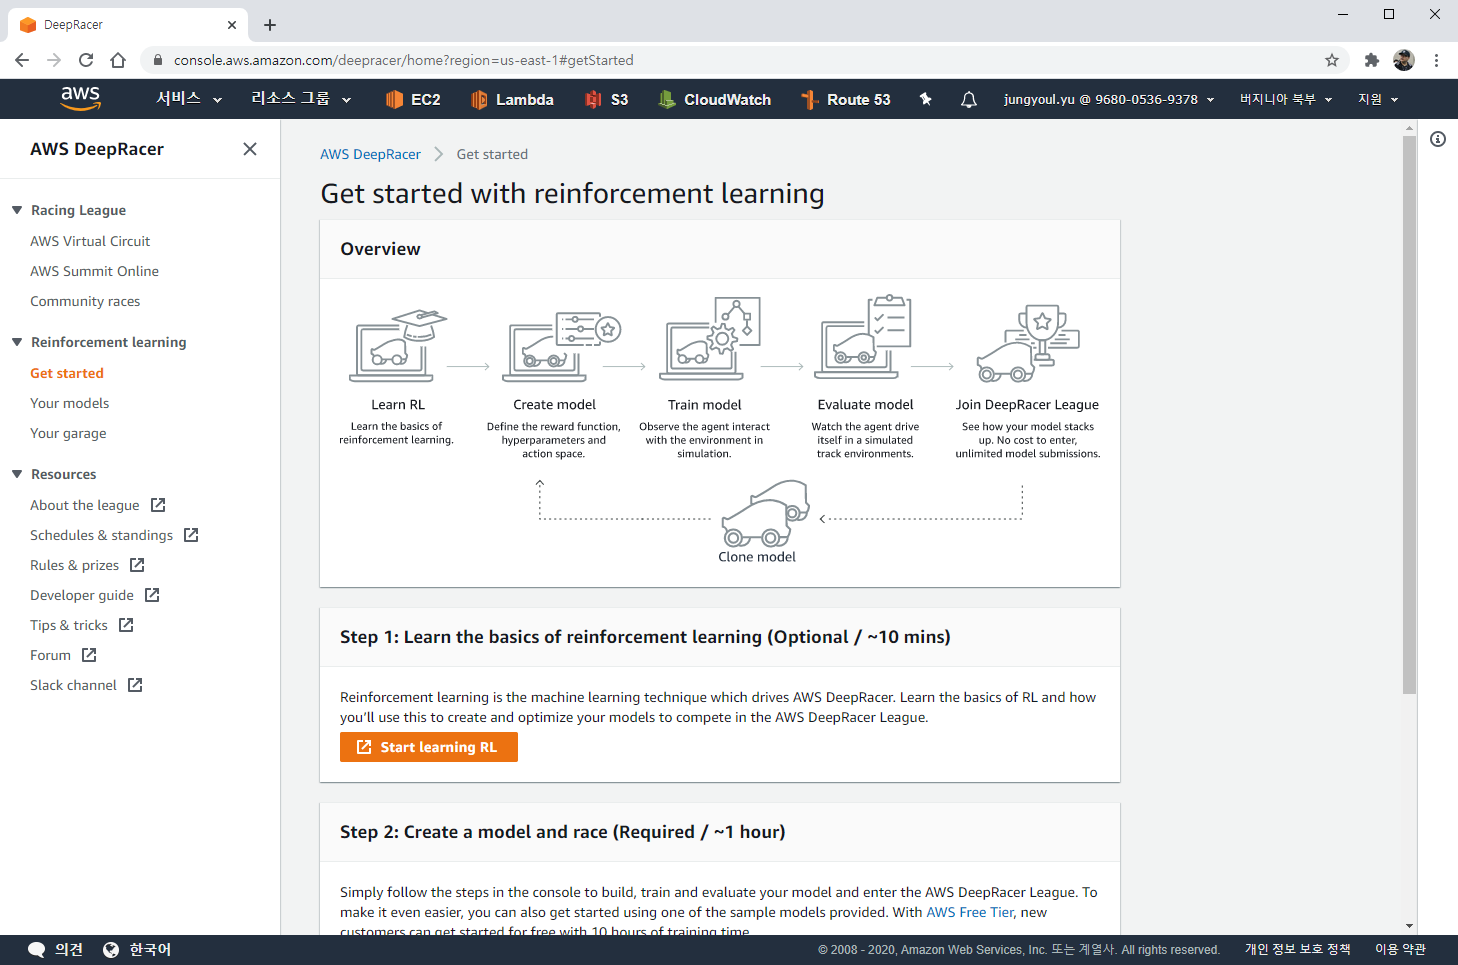 DeepRacer
console.aws.amazon.com/deepracer/home?region=us-east-1#getStarted
aws 서비스 리소스 그룹 EC2 Lambda S3 CloudWatch Route 53 jungyoul.yu @ 9680-0536-9378 버지니아 북부 지원
AWS DeepRacer
Racing League
AWS Virtual Circuit
AWS Summit Online
Community races
Reinforcement learning
Get started
Your models
Your garage
Resources
About the league
Schedules & standings
Rules & prizes
Developer guide
Tips & tricks
Forum
Slack channel
AWS DeepRacer > Get started
Get started with reinforcement learning
Overview
Learn RL
Learn the basics of
reinforcement learning.
Create model
Define the reward function,
hyperparameters and
action space.
Train model
Observe the agent interact
with the environment in
simulation.
Evaluate model
Watch the agent drive
itself in a simulated
track environments.
Join DeepRacer League
See how your model stacks
up. No cost to enter,
unlimited model submissions.
Clone model
Step 1: Learn the basics of reinforcement learning (Optional / ~10 mins)
Reinforcement learning is the machine learning technique which drives AWS DeepRacer. Learn the basics of RL and how
you’ll use this to create and optimize your models to compete in the AWS DeepRacer League.
Start learning RL
Step 2: Create a model and race (Required / ~1 hour)
Simply follow the steps in the console to build, train and evaluate your model and enter the AWS DeepRacer League. To
make it even easier, you can also get started using one of the sample models provided. With AWS Free Tier, new
customers can get started for free with 10 hours of training time.
의견 한국어 © 2008 - 2020, Amazon Web Services, Inc. 또는 계열사. All rights reserved. 개인 정보 보호 정책 이용 약관